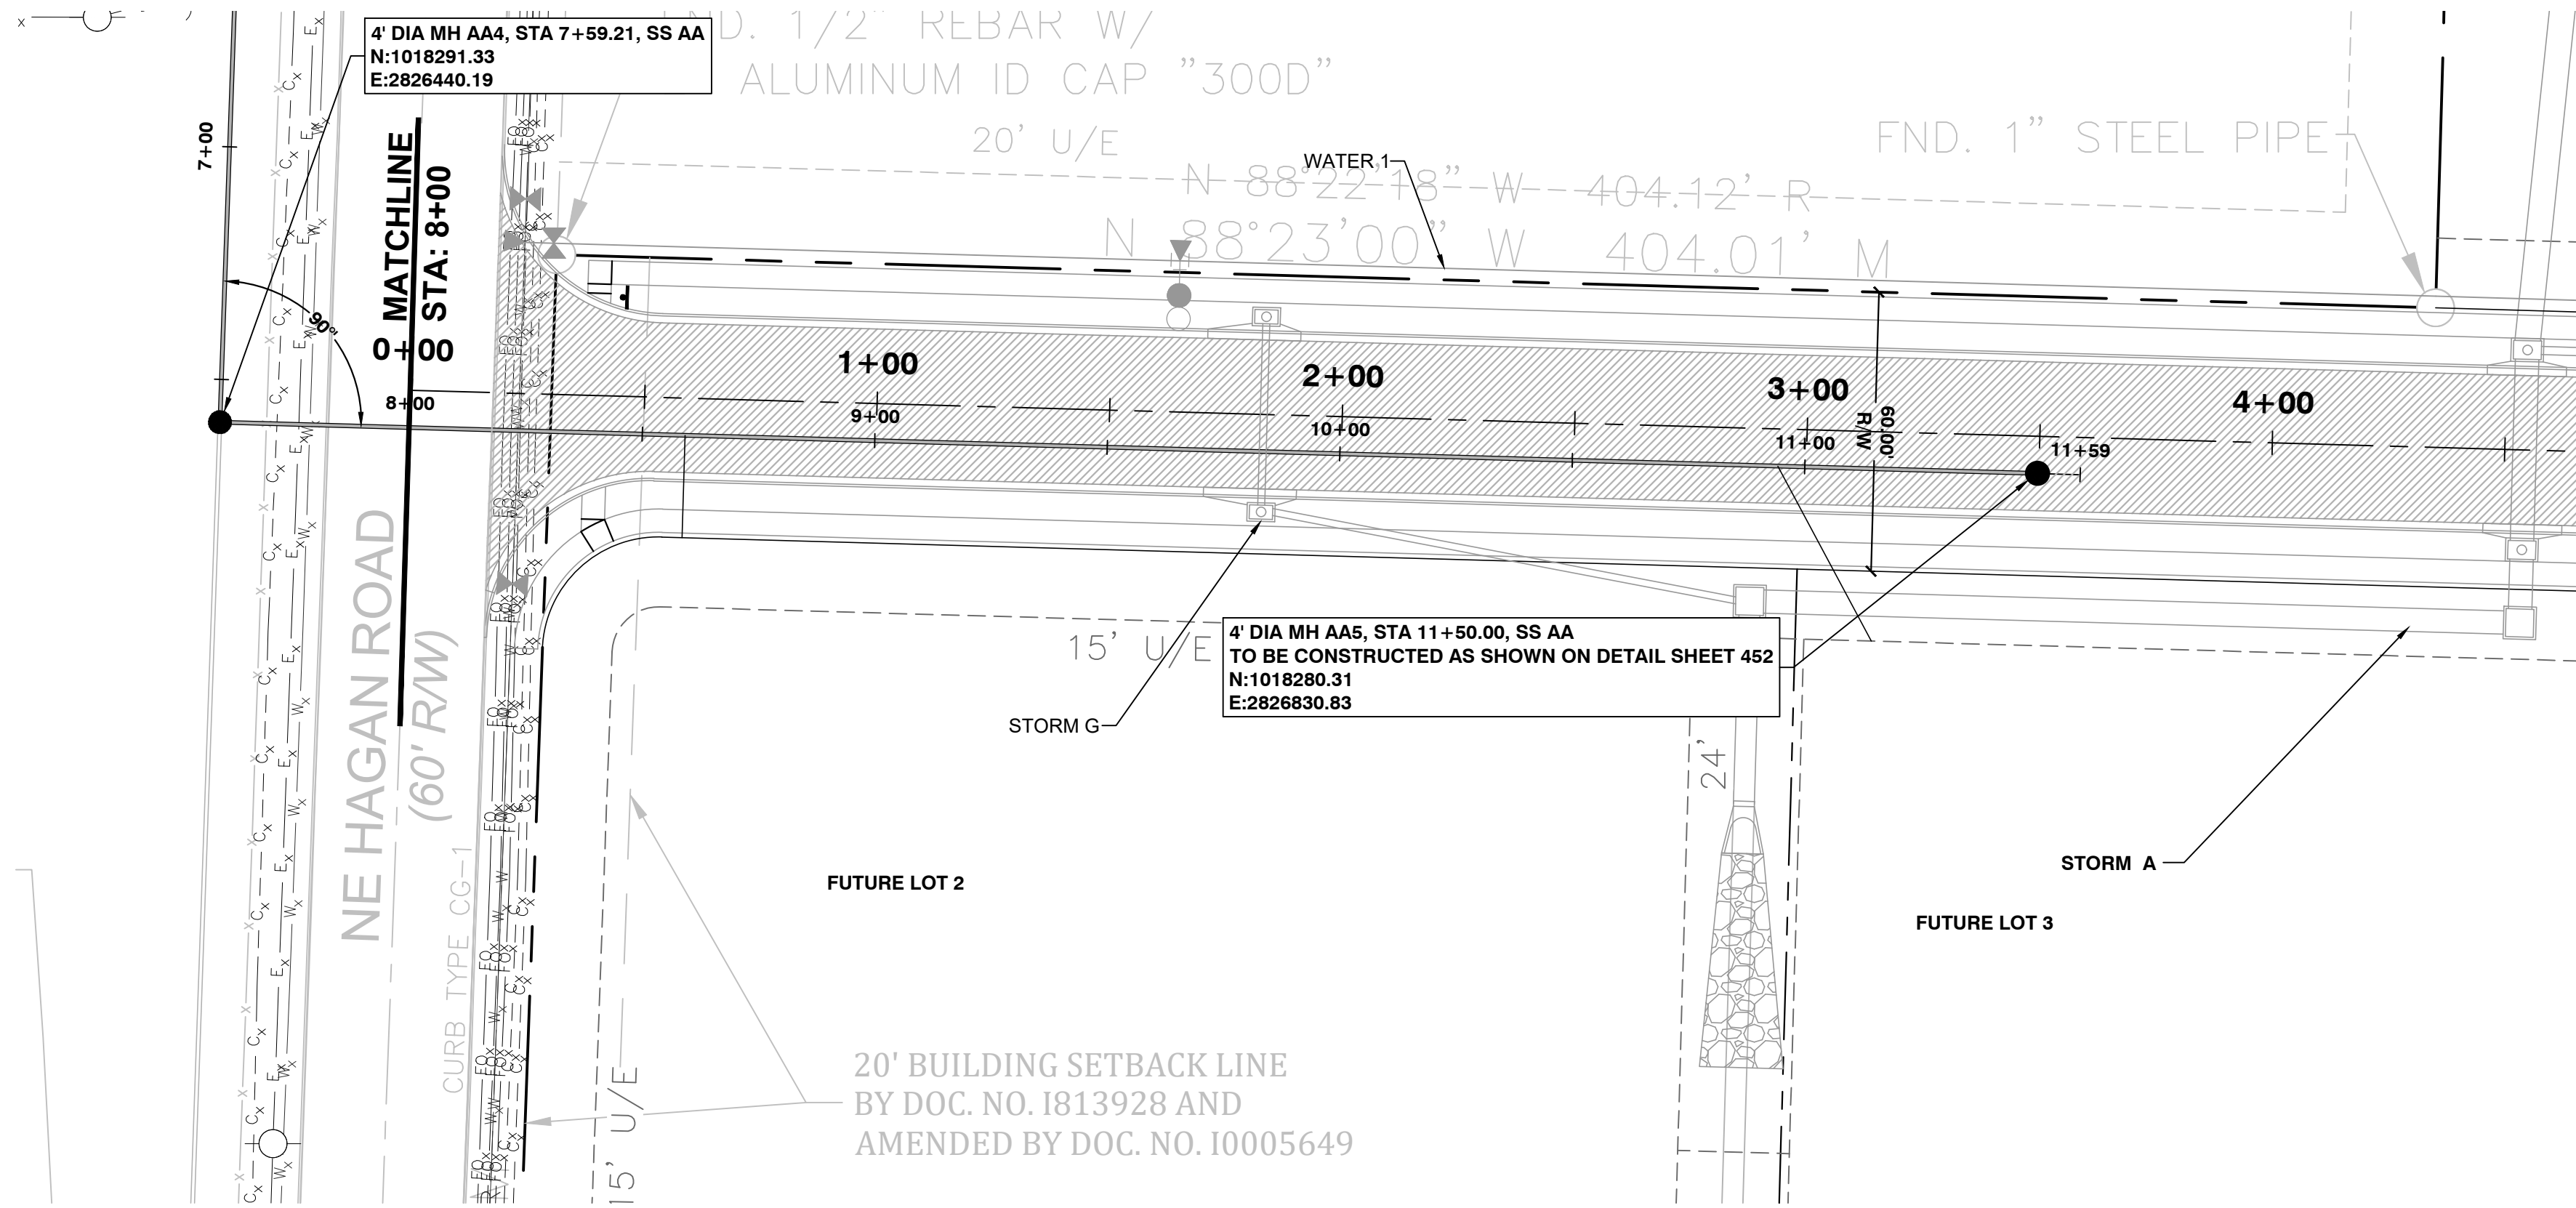 4' DIA MH AA4, STA 7+59.21, SS AA
N:1018291.33
E:2826440.19
D. 1/2" REBAR W/
ALUMINUM ID CAP "300D"
20' U/E
WATER 1
N 88°22'18" W 404.12' R
N 88°23'00" W 404.01' M
FND. 1" STEEL PIPE
7+00
MATCHLINE
STA: 8+00
90°
0+00
8+00
1+00
9+00
2+00
10+00
3+00
11+00
60.00'
R/W
4+00
11+59
NE HAGAN ROAD
(60' R/W)
CURB TYPE CG-1
15' U/E
4' DIA MH AA5, STA 11+50.00, SS AA
TO BE CONSTRUCTED AS SHOWN ON DETAIL SHEET 452
N:1018280.31
E:2826830.83
STORM G
24'
STORM A
FUTURE LOT 2
FUTURE LOT 3
20' BUILDING SETBACK LINE
BY DOC. NO. I813928 AND
AMENDED BY DOC. NO. I0005649
15' U/E